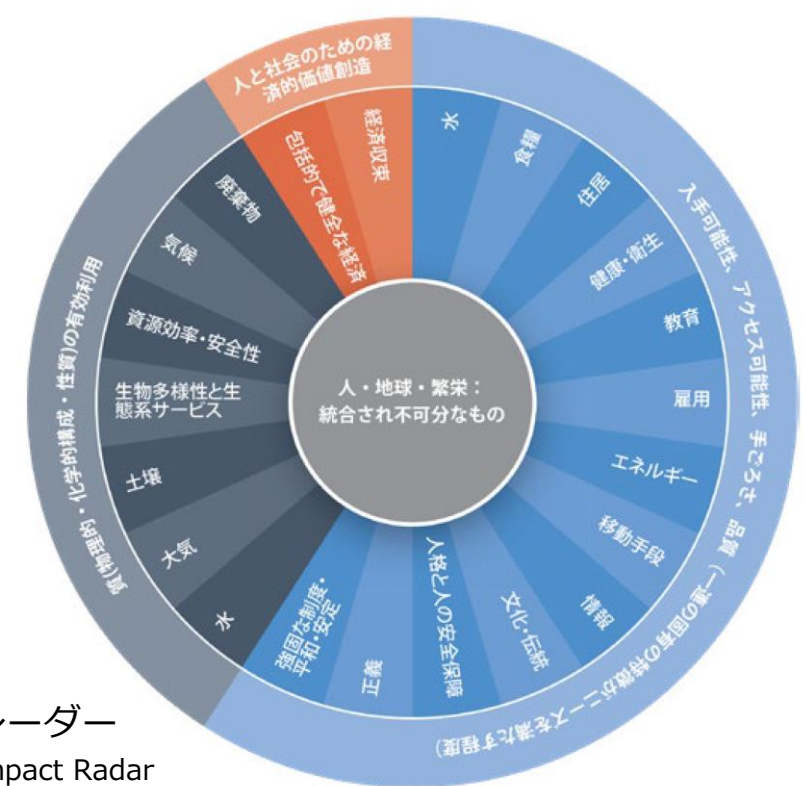 人と社会のための経
済的価値創造
入手可能性、アクセス可能性、手ごろさ、品質（一連の固有の特徴がニーズを満たす程度)
質(物理的・化学的構成・性質)の有効利用
包括的で健全な経済
経済収束
水
食糧
住居
健康・衛生
教育
雇用
エネルギー
移動手段
情報
文化・伝統
人格と人の安全保障
正義
強固な制度・
平和・安定
水
大気
土壌
生物多様性と生
態系サービス
資源効率・安全性
気候
廃棄物
人・地球・繁栄：
統合され不可分なもの
レーダー
mpact Radar